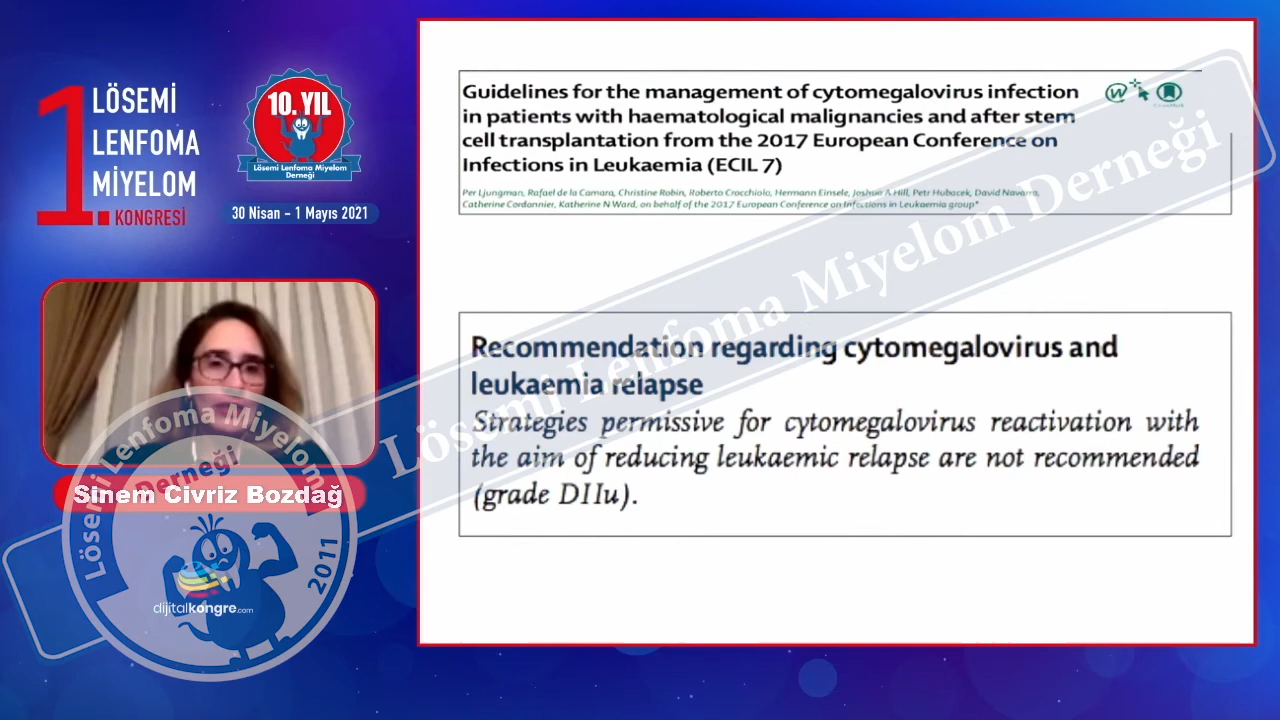 1.
LÖSEMİ
LENFOMA
MİYELOM
KONGRESİ
10. YIL
Lösemi Lenfoma Miyelom
Derneği
30 Nisan - 1 Mayıs 2021
Guidelines for the management of cytomegalovirus infection
in patients with haematological malignancies and after stem
cell transplantation from the 2017 European Conference on
Infections in Leukaemia (ECIL 7)
Per Ljungman, Rafael de la Camara, Christine Robin, Roberto Crocchiolo, Hermann Einsele, Joshua A Hill, Petr Hubacek, David Navarro,
Catherine Cordonnier, Katherine N Ward, on behalf of the 2017 European Conference on Infections in Leukaemia group*
Recommendation regarding cytomegalovirus and
leukaemia relapse
Strategies permissive for cytomegalovirus reactivation with
the aim of reducing leukaemic relapse are not recommended
(grade DIIu).
Sinem Civriz Bozdağ
Lösemi Lenfoma Miyelom
Derneği
2011
dijitalkongre.com
Lösemi Lenfoma Miyelom Derneği